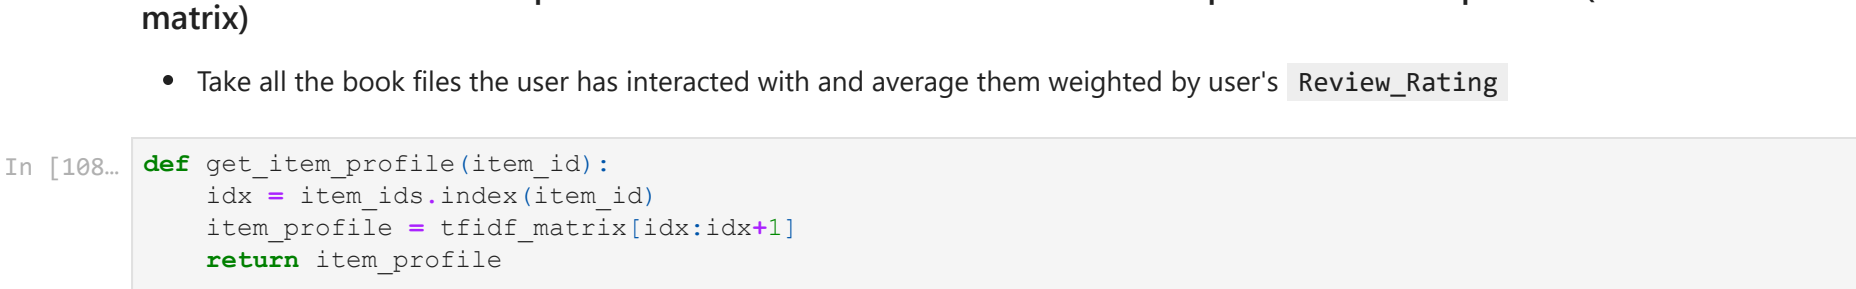 matrix)
• Take all the book files the user has interacted with and average them weighted by user's Review_Rating
In [108… def get_item_profile(item_id):
    idx = item_ids.index(item_id)
    item_profile = tfidf_matrix[idx:idx+1]
    return item_profile